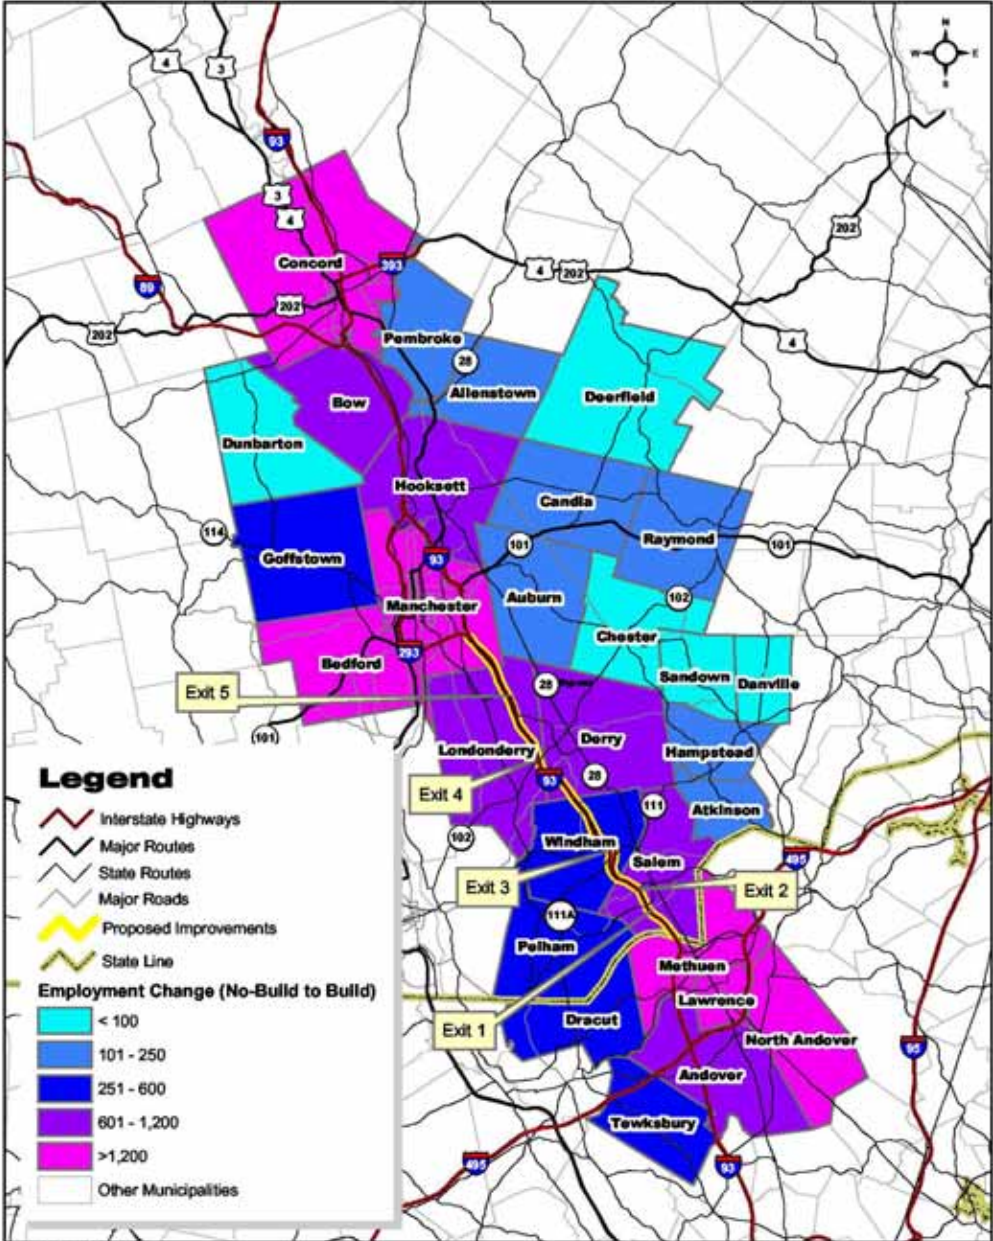 N
W E
S
4
3
93
3
4
202
Concord
393
4
202
89
202
202
Pembroke
28
4
Allenstown
Deerfield
Bow
Dunbarton
Hooksett
Candia
114
Goffstown
93
101
Raymond
101
Manchester
Auburn
102
Chester
293
Bedford
Sandown
Danville
28
Exit 5
101
Londonderry
Derry
Hampstead
Legend
93
28
Exit 4
111
Atkinson
Interstate Highways
102
Windham
Major Routes
Salem
495
State Routes
Exit 3
Exit 2
Major Roads
111A
Proposed Improvements
Pelham
State Line
Methuen
Employment Change (No-Build to Build)
Lawrence
< 100
Dracut
Exit 1
North Andover
101 - 250
95
251 - 600
Andover
601 - 1,200
Tewksbury
>1,200
495
93
Other Municipalities